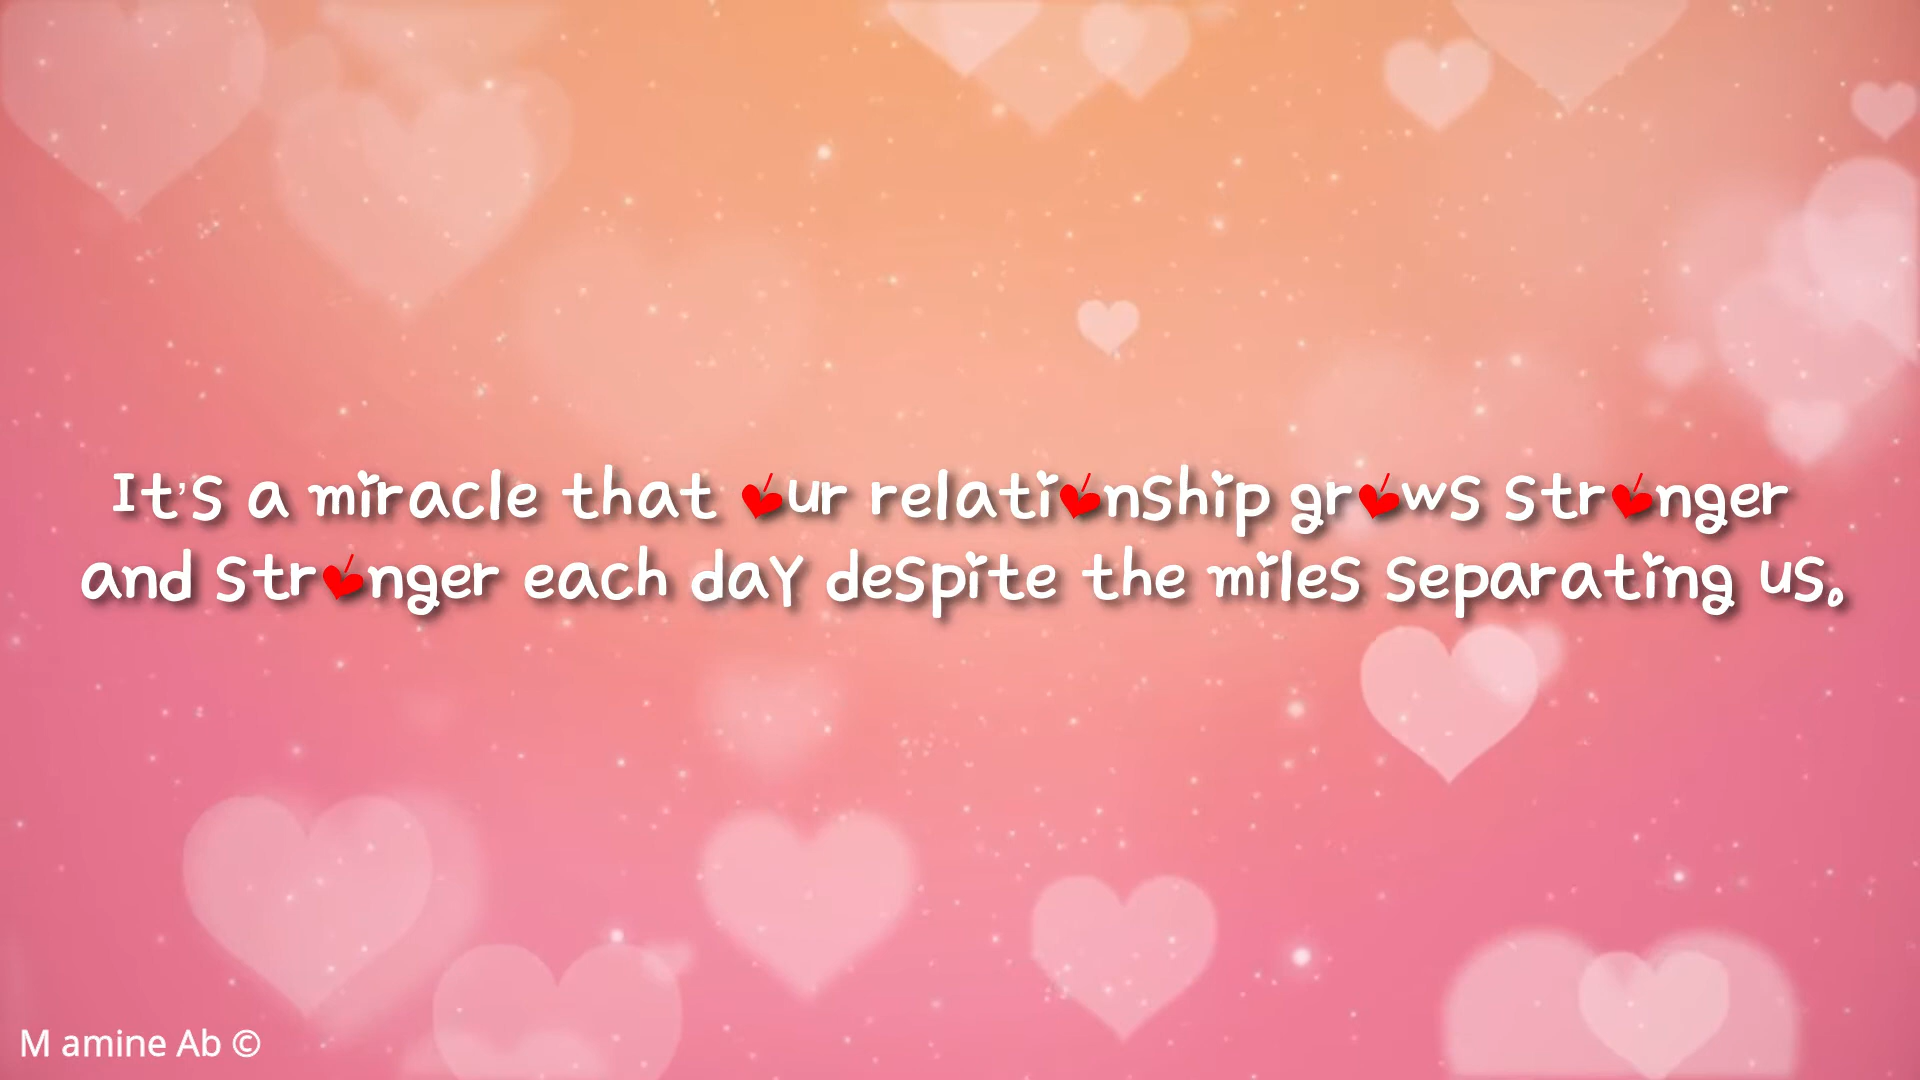 It's a miracle that our relationship grows stronger
and stronger each day despite the miles separating us.
M amine Ab ©